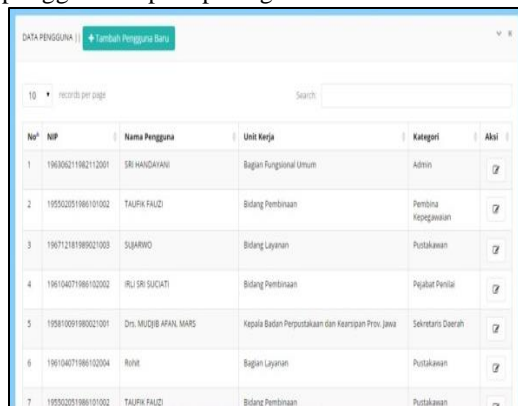 DATA PENGGUNA || + Tambah Pengguna Baru
10 records per page Search:
No NIP Nama Pengguna Unit Kerja Kategori Aksi
1 196306211982112001 SRI HANDAYANI Bagian Fungsional Umum Admin
2 195502051986101002 TAUFIK FAUZI Bidang Pembinaan Pembina
Kepegawaian
3 196712181989021003 SUJARWO Bidang Layanan Pustakawan
4 196104071986102002 IRLI SRI SUCIATI Bidang Pembinaan Pejabat Penilai
5 195810091980021001 Drs. MUDJIB AFAN, MARS Kepala Badan Perpustakaan dan Kearsipan Prov. Jawa Sekretaris Daerah
6 196104071986102004 Rohit Bagian Layanan Pustakawan
7 195502051986101002 TAUFIK FAUZI Bidang Pembinaan Pustakawan